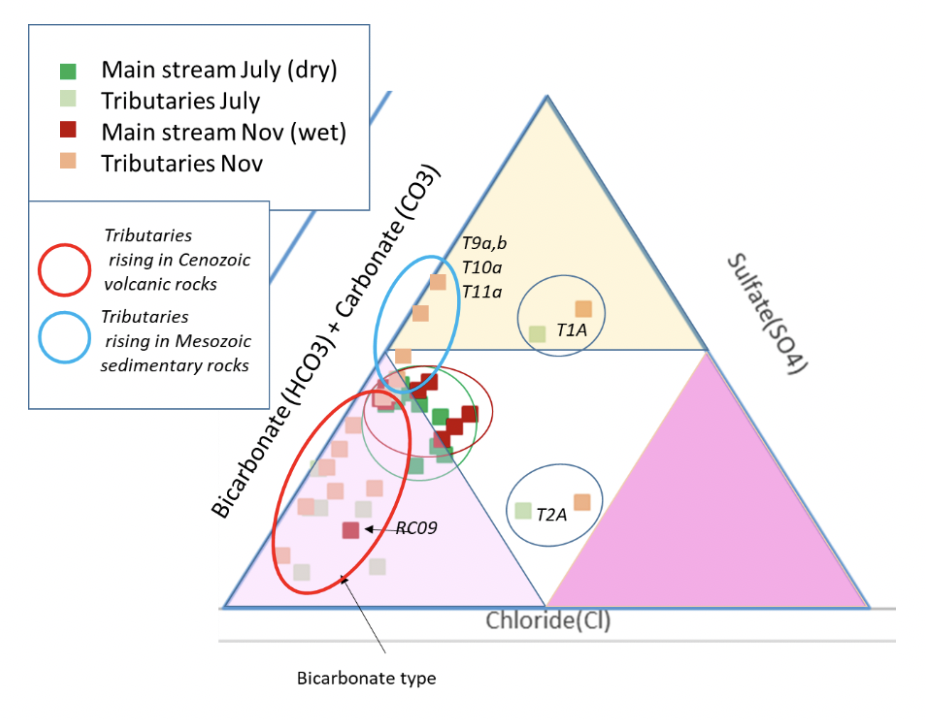 Main stream July (dry)
Tributaries July
Main stream Nov (wet)
Tributaries Nov
Tributaries
rising in Cenozoic
volcanic rocks
Tributaries
rising in Mesozoic
sedimentary rocks
Bicarbonate (HCO3) + Carbonate (CO3)
Sulfate(SO4)
T9a,b
T10a
T11a
T1A
T2A
RC09
Chloride(Cl)
Bicarbonate type